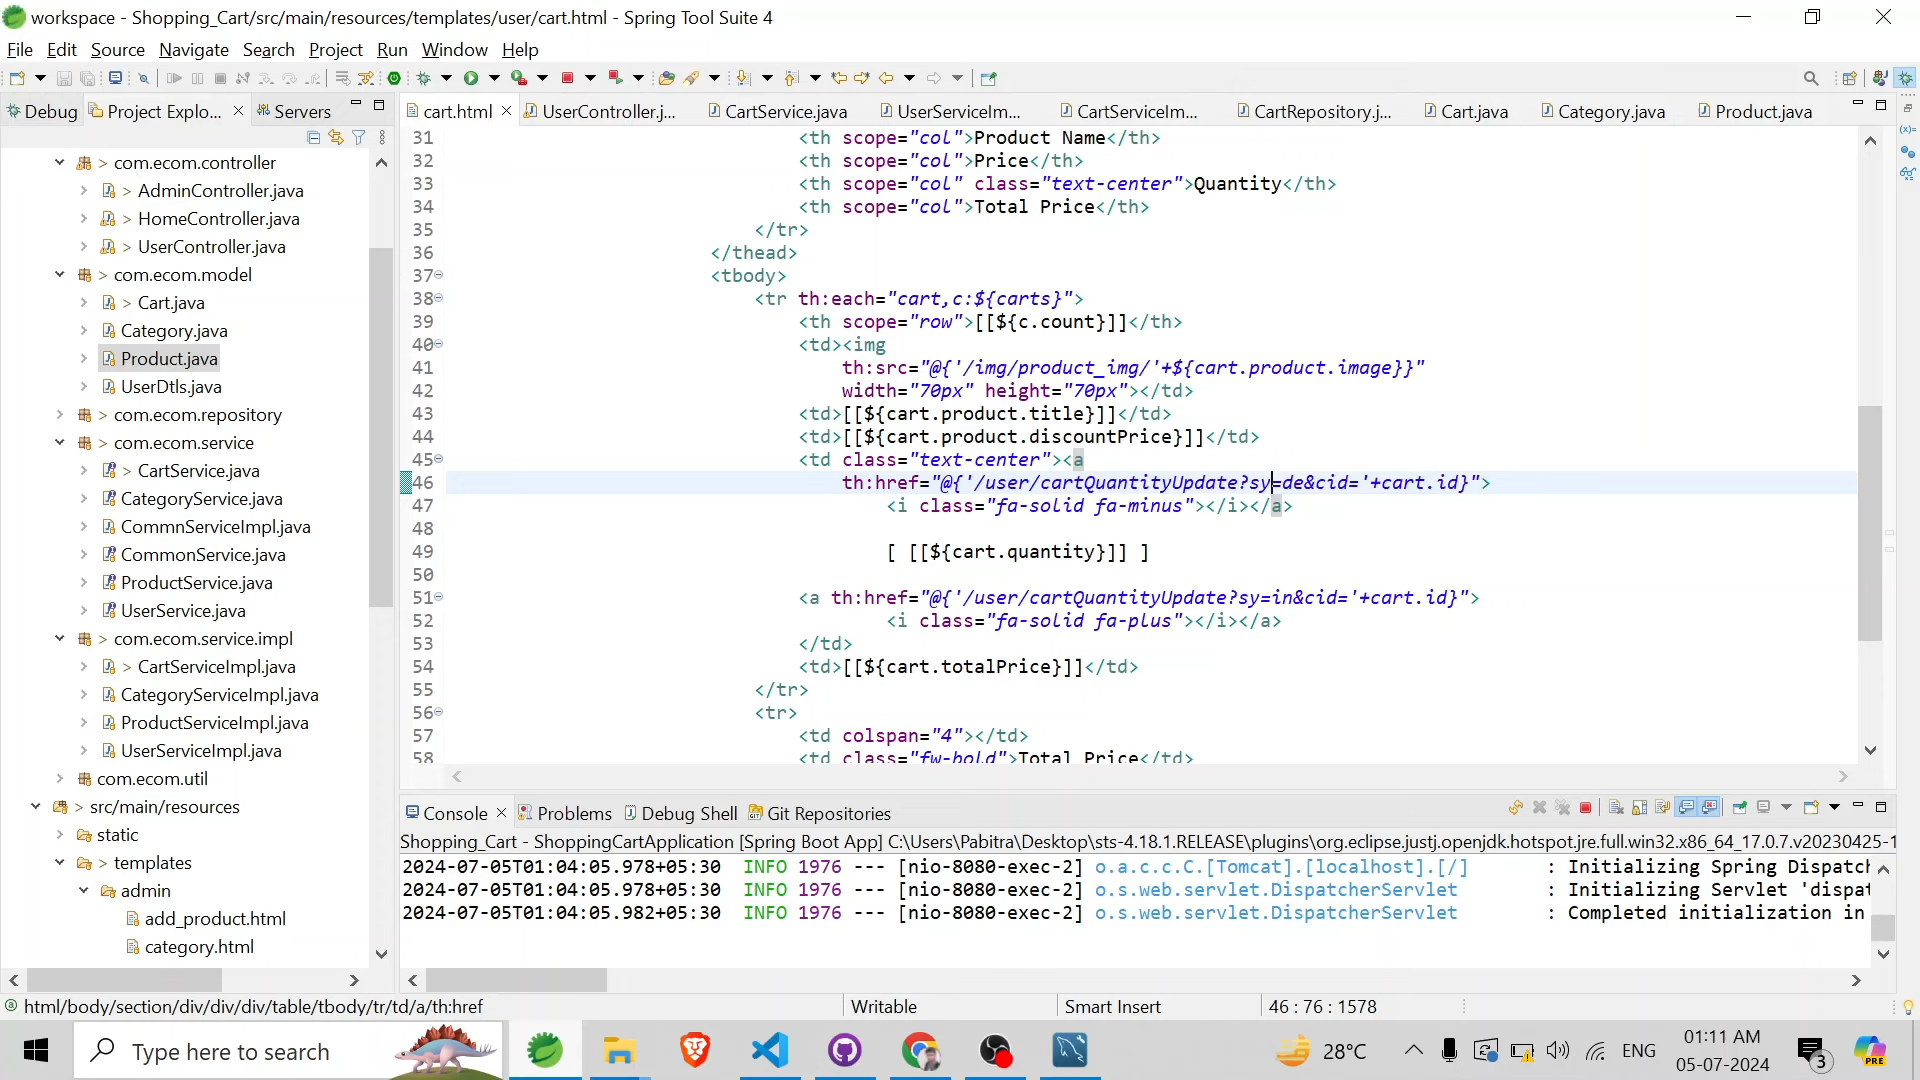 workspace - Shopping_Cart/src/main/resources/templates/user/cart.html - Spring Tool Suite 4
File Edit Source Navigate Search Project Run Window Help
Debug Project Explo... Servers
cart.html UserController.j... CartService.java UserServiceIm... CartServiceIm... CartRepository.j... Cart.java Category.java Product.java
com.ecom.controller
AdminController.java
HomeController.java
UserController.java
com.ecom.model
Cart.java
Category.java
Product.java
UserDtls.java
com.ecom.repository
com.ecom.service
CartService.java
CategoryService.java
CommnServiceImpl.java
CommonService.java
ProductService.java
UserService.java
com.ecom.service.impl
CartServiceImpl.java
CategoryServiceImpl.java
ProductServiceImpl.java
UserServiceImpl.java
com.ecom.util
src/main/resources
static
templates
admin
add_product.html
category.html
31 <th scope="col">Product Name</th>
32 <th scope="col">Price</th>
33 <th scope="col" class="text-center">Quantity</th>
34 <th scope="col">Total Price</th>
35 </tr>
36 </thead>
37 <tbody>
38 <tr th:each="cart,c:${carts}">
39 <th scope="row">[[${c.count}]]</th>
40 <td><img
41 th:src="@{'/img/product_img/'+${cart.product.image}}"
42 width="70px" height="70px"></td>
43 <td>[[${cart.product.title}]]</td>
44 <td>[[${cart.product.discountPrice}]]</td>
45 <td class="text-center"><a
46 th:href="@{'/user/cartQuantityUpdate?sy=de&cid='+cart.id}">
47 <i class="fa-solid fa-minus"></i></a>
48
49 [ [[${cart.quantity}]] ]
50
51 <a th:href="@{'/user/cartQuantityUpdate?sy=in&cid='+cart.id}">
52 <i class="fa-solid fa-plus"></i></a>
53 </td>
54 <td>[[${cart.totalPrice}]]</td>
55 </tr>
56 <tr>
57 <td colspan="4"></td>
58 <td class="fw-bold">Total Price</td>
Console Problems Debug Shell Git Repositories
Shopping_Cart - ShoppingCartApplication [Spring Boot App] C:\Users\Pabitra\Desktop\sts-4.18.1.RELEASE\plugins\org.eclipse.justj.openjdk.hotspot.jre.full.win32.x86_64_17.0.7.v20230425-1
2024-07-05T01:04:05.978+05:30 INFO 1976 --- [nio-8080-exec-2] o.a.c.c.C.[Tomcat].[localhost].[/] : Initializing Spring Dispatch
2024-07-05T01:04:05.978+05:30 INFO 1976 --- [nio-8080-exec-2] o.s.web.servlet.DispatcherServlet : Initializing Servlet 'dispat
2024-07-05T01:04:05.982+05:30 INFO 1976 --- [nio-8080-exec-2] o.s.web.servlet.DispatcherServlet : Completed initialization in
html/body/section/div/div/div/table/tbody/tr/td/a/th:href Writable Smart Insert 46 : 76 : 1578
Type here to search 28°C ENG 01:11 AM 05-07-2024 3 PRE